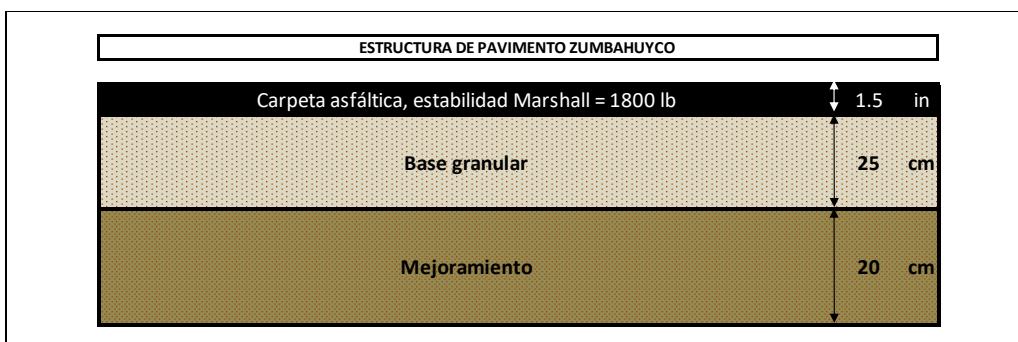 ESTRUCTURA DE PAVIMENTO ZUMBAHUYCO
Carpeta asfáltica, estabilidad Marshall = 1800 lb 1.5 in
Base granular 25 cm
Mejoramiento 20 cm